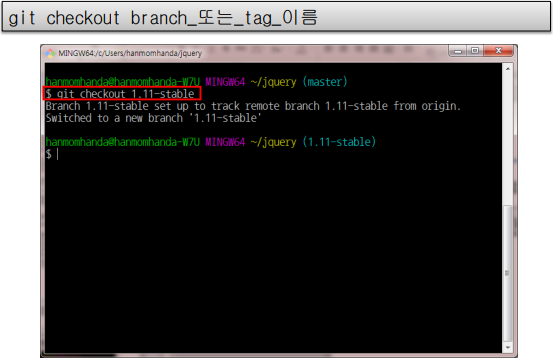 git checkout branch_또는_tag_이름
MINGW64:/c/Users/hanmomhanda/jquery
hanmomhanda@hanmomhanda-W7U MINGW64 ~/jquery (master)
$ git checkout 1.11-stable
Branch 1.11-stable set up to track remote branch 1.11-stable from origin.
Switched to a new branch '1.11-stable'
hanmomhanda@hanmomhanda-W7U MINGW64 ~/jquery (1.11-stable)
$